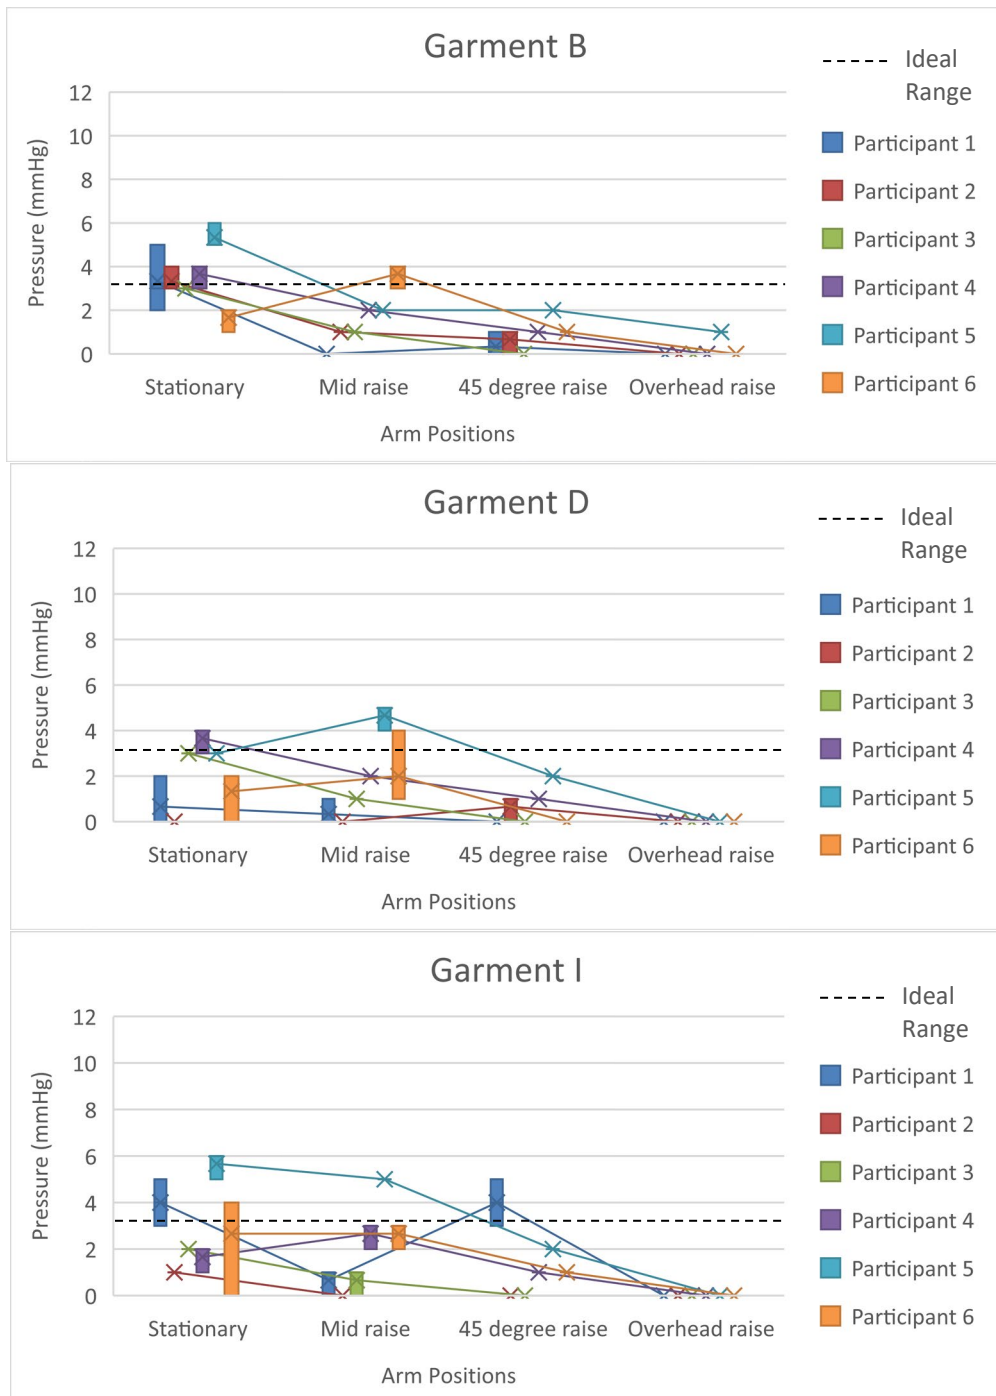 Garment B
Ideal
Range
12
10
8
6
4
2
0
Pressure (mmHg)
Participant 1
Participant 2
Participant 3
Participant 4
Participant 5
Participant 6
Stationary
Mid raise
45 degree raise
Overhead raise
Arm Positions
Garment D
Ideal
Range
12
10
8
6
4
2
0
Pressure (mmHg)
Participant 1
Participant 2
Participant 3
Participant 4
Participant 5
Participant 6
Stationary
Mid raise
45 degree raise
Overhead raise
Arm Positions
Garment I
Ideal
Range
12
10
8
6
4
2
0
Pressure (mmHg)
Participant 1
Participant 2
Participant 3
Participant 4
Participant 5
Participant 6
Stationary
Mid raise
45 degree raise
Overhead raise
Arm Positions